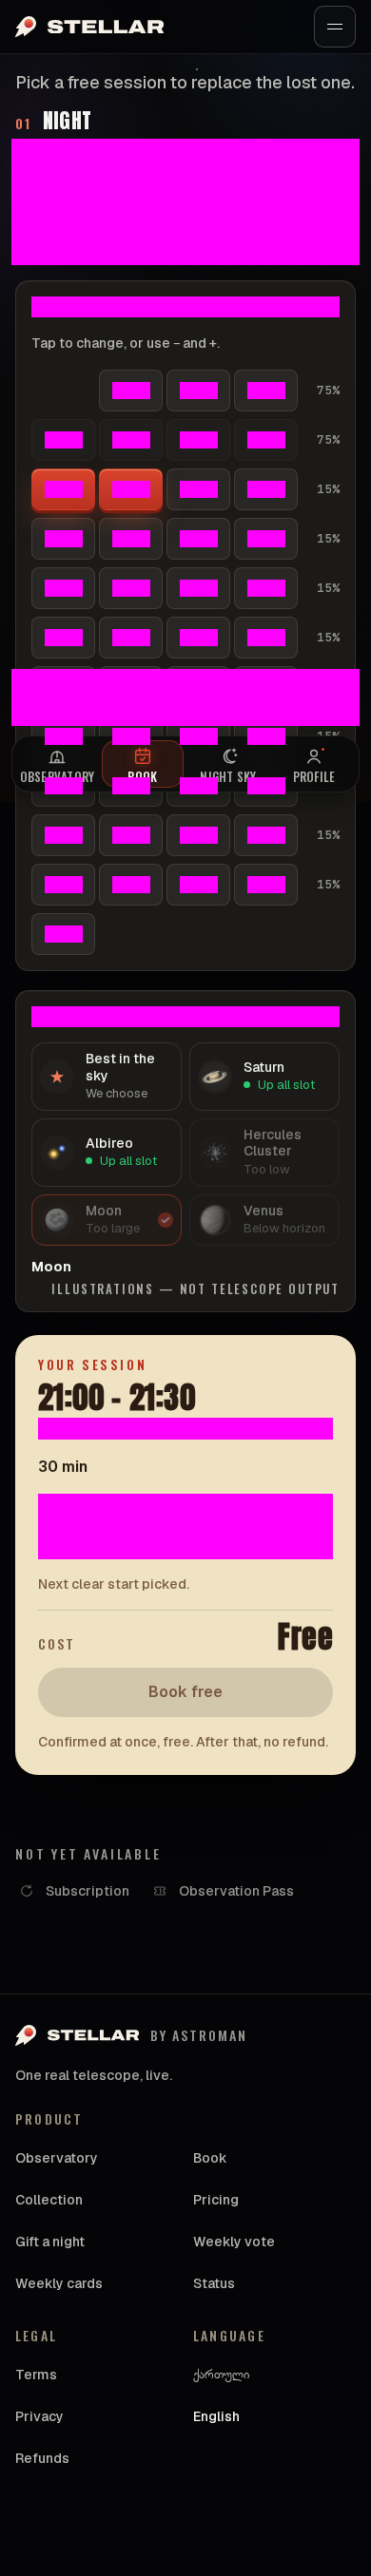 STELLAR
Pick a free session to replace the lost one.
01 NIGHT
Tap to change, or use − and +.
75%
75%
15%
15%
15%
15%
OBSERVATORY
BOOK
NIGHT SKY
PROFILE
15%
15%
Best in the sky
We choose
Saturn
Up all slot
Albireo
Up all slot
Hercules Cluster
Too low
Moon
Too large
Venus
Below horizon
Moon
ILLUSTRATIONS — NOT TELESCOPE OUTPUT
YOUR SESSION
21:00 - 21:30
30 min
Next clear start picked.
COST Free
Book free
Confirmed at once, free. After that, no refund.
NOT YET AVAILABLE
Subscription
Observation Pass
STELLAR BY ASTROMAN
One real telescope, live.
PRODUCT
Observatory
Book
Collection
Pricing
Gift a night
Weekly vote
Weekly cards
Status
LEGAL
LANGUAGE
Terms
ქართული
Privacy
English
Refunds